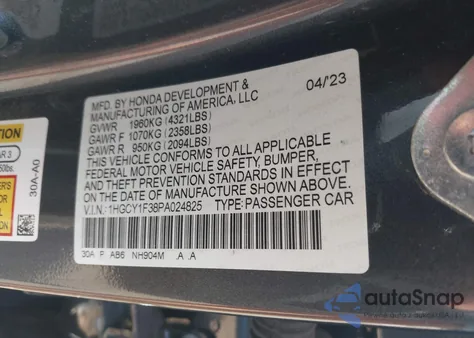 MFD. BY HONDA DEVELOPMENT &
MANUFACTURING OF AMERICA, LLC
04/23
GVWR 1960KG (4321LBS)
GAWR F 1070KG (2358LBS)
GAWR R 950KG (2094LBS)
THIS VEHICLE CONFORMS TO ALL APPLICABLE
FEDERAL MOTOR VEHICLE SAFETY, BUMPER,
AND THEFT PREVENTION STANDARDS IN EFFECT
ON THE DATE OF MANUFACTURE SHOWN ABOVE.
V.I.N.: 1HGCY1F38PA024825 TYPE: PASSENGER CAR
30A P AB6 NH904M .A .A
30A-A0
autoSnap